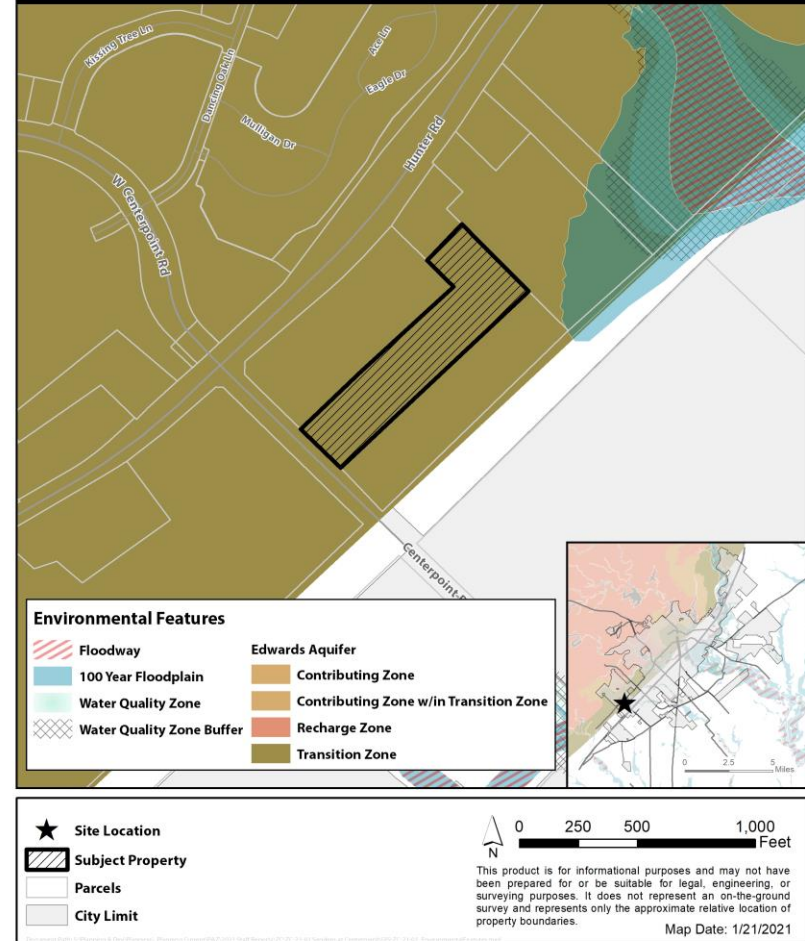 Kissing Tree Ln
Dancing Oak Ln
Ace Ln
Eagle Dr
Mulligan Dr
Hunter Rd
W Centerpoint Rd
Environmental Features
Floodway
100 Year Floodplain
Water Quality Zone
Water Quality Zone Buffer
Edwards Aquifer
Contributing Zone
Contributing Zone w/in Transition Zone
Recharge Zone
Transition Zone
0 2.5 5
Miles
Site Location
Subject Property
Parcels
City Limit
N
0 250 500 1,000
Feet
This product is for informational purposes and may not have
been prepared for or be suitable for legal, engineering, or
surveying purposes. It does not represent an on-the-ground
survey and represents only the approximate relative location of
property boundaries.
Map Date: 1/21/2021